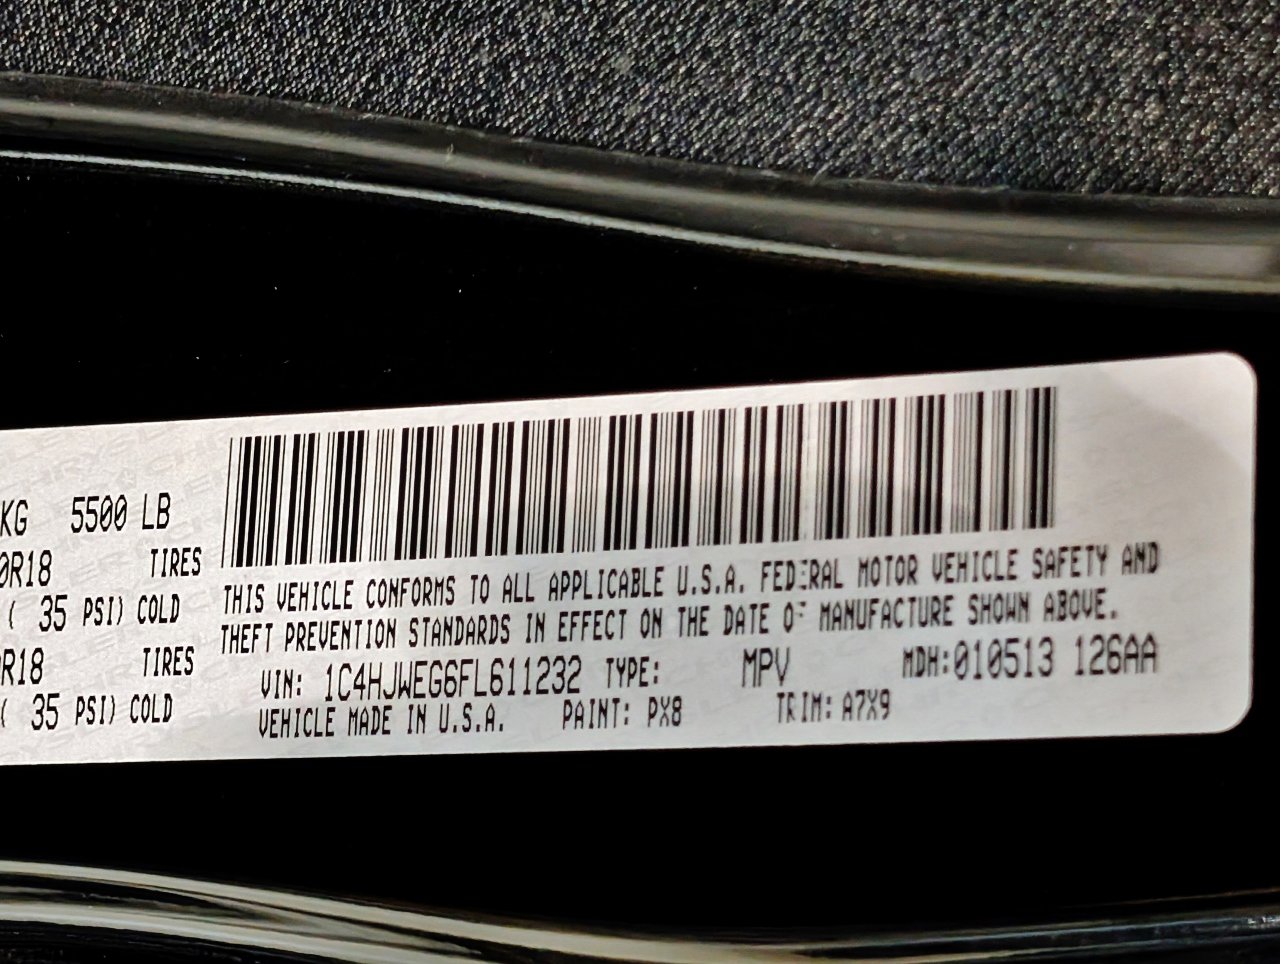 KG 5500 LB
0R18 TIRES
( 35 PSI) COLD
R18 TIRES
( 35 PSI) COLD
THIS VEHICLE CONFORMS TO ALL APPLICABLE U.S.A. FEDERAL MOTOR VEHICLE SAFETY AND
THEFT PREVENTION STANDARDS IN EFFECT ON THE DATE OF MANUFACTURE SHOWN ABOVE.
VIN: 1C4HJWEG6FL611232 TYPE: MPV MDH:010513 126AA
VEHICLE MADE IN U.S.A. PAINT: PX8 TRIM: A7X9